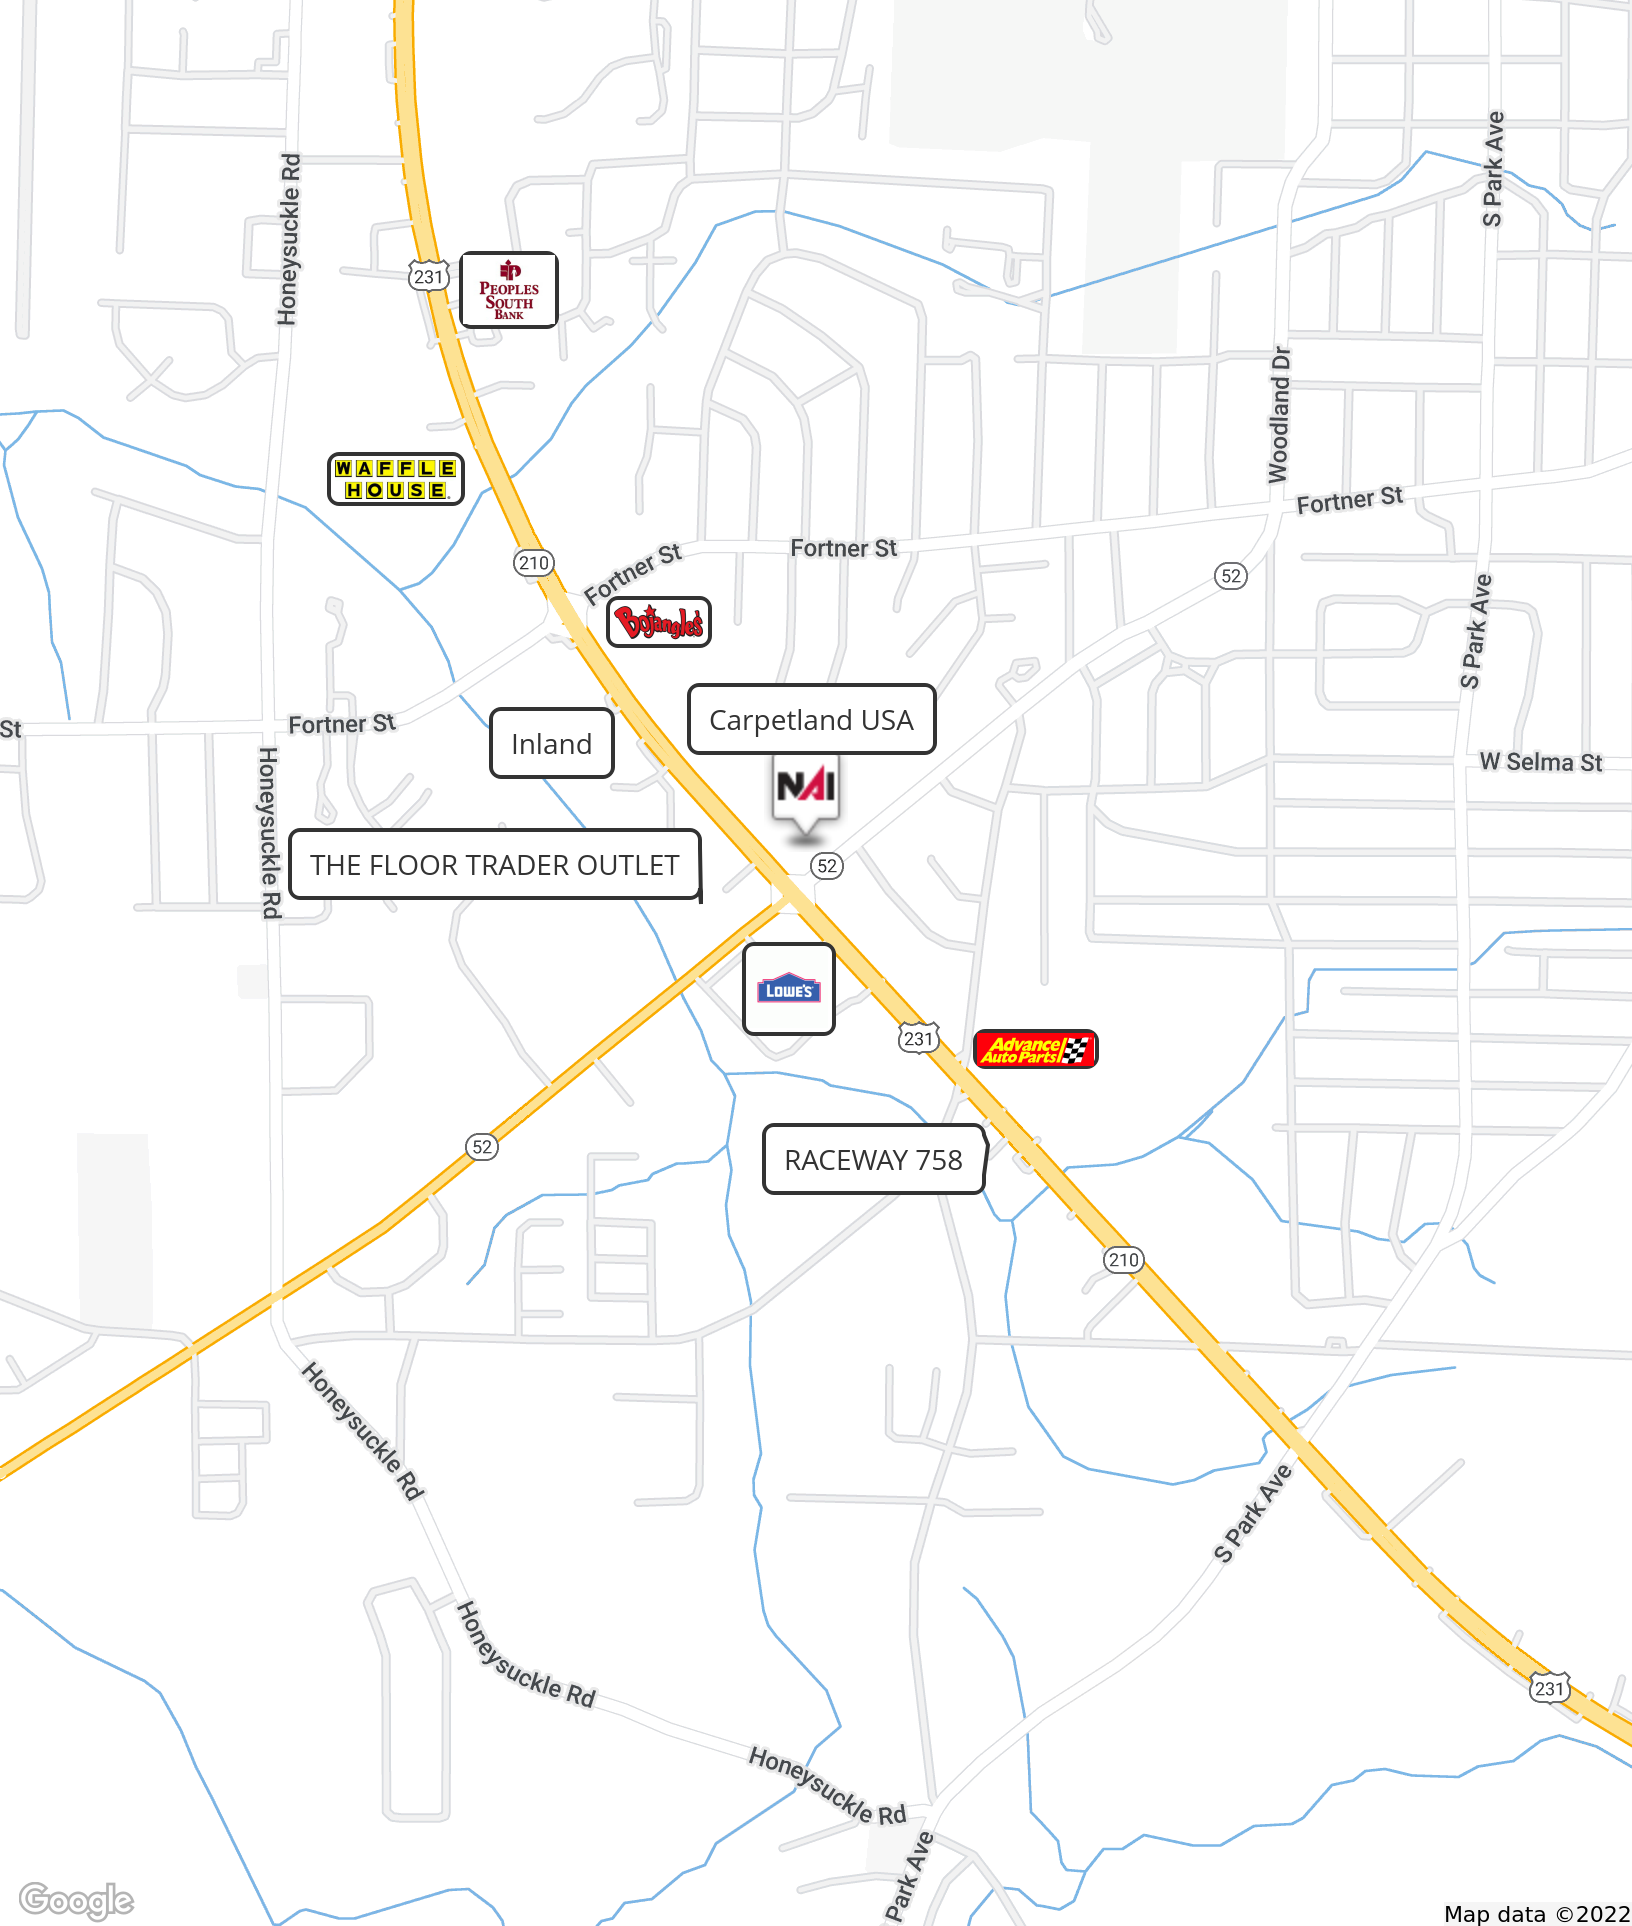 S Park Ave
Honeysuckle Rd
231
PEOPLES
SOUTH
BANK
Woodland Dr
WAFFLE
HOUSE
Fortner St
Fortner St
210
Fortner St
52
Bojangles
S Park Ave
St
Fortner St
Carpetland USA
Inland
W Selma St
NAI
Honeysuckle Rd
THE FLOOR TRADER OUTLET
52
LOWE'S
231
Advance
Auto Parts
52
RACEWAY 758
210
Honeysuckle Rd
S Park Ave
Honeysuckle Rd
231
Honeysuckle Rd
Park Ave
Google
Map data ©2022